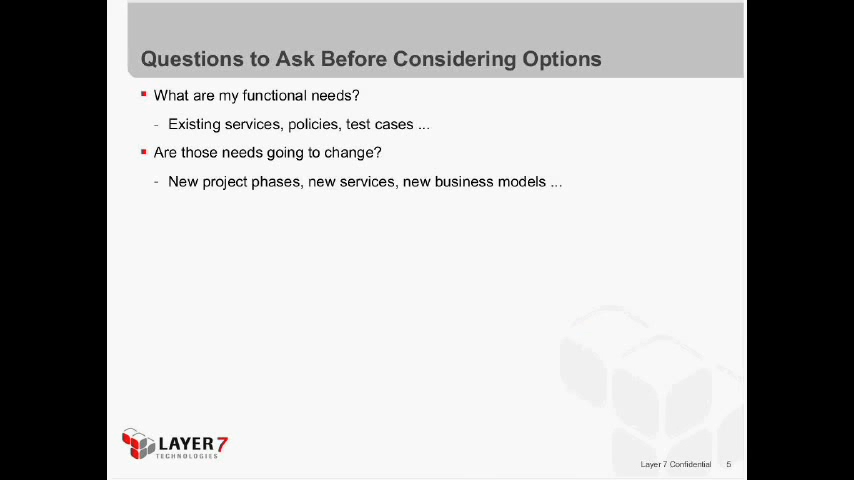 Questions to Ask Before Considering Options
What are my functional needs?
- Existing services, policies, test cases ...
Are those needs going to change?
- New project phases, new services, new business models ...
LAYER 7
TECHNOLOGIES
Layer 7 Confidential 5